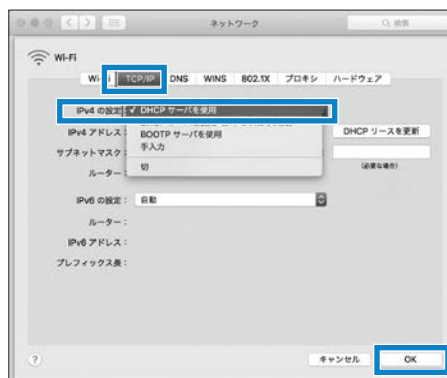 ネットワーク
検索
Wi-Fi
Wi-Fi TCP/IP DNS WINS 802.1X プロキシ ハードウェア
IPv4 の設定 ✓ DHCP サーバを使用
IPv4 アドレス： BOOTP サーバを使用 DHCP リースを更新
手入力
サブネットマスク：
(必要な場合)
切
ルーター：
IPv6 の設定： 自動
ルーター：
IPv6 アドレス：
プレフィックス長：
? キャンセル OK